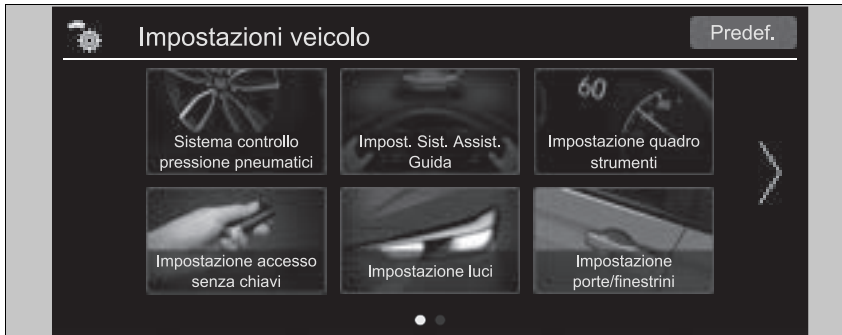 Impostazioni veicolo
Predef.
Sistema controllo
pressione pneumatici
Impost. Sist. Assist.
Guida
60
Impostazione quadro
strumenti
Impostazione accesso
senza chiavi
Impostazione luci
Impostazione
porte/finestrini